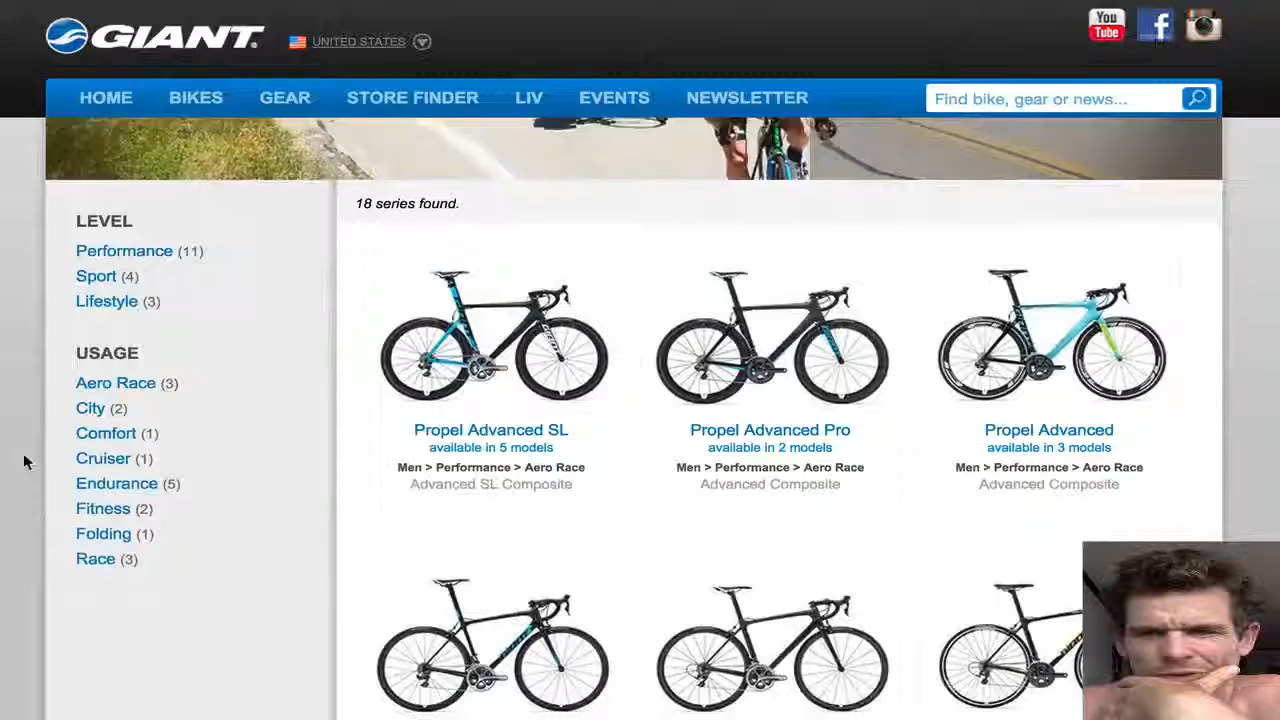 GIANT
UNITED STATES
You
Tube
f
HOME BIKES GEAR STORE FINDER LIV EVENTS NEWSLETTER
Find bike, gear or news...
LEVEL
Performance (11)
Sport (4)
Lifestyle (3)
USAGE
Aero Race (3)
City (2)
Comfort (1)
Cruiser (1)
Endurance (5)
Fitness (2)
Folding (1)
Race (3)
18 series found.
Propel Advanced SL
available in 5 models
Men > Performance > Aero Race
Advanced SL Composite
Propel Advanced Pro
available in 2 models
Men > Performance > Aero Race
Advanced Composite
Propel Advanced
available in 3 models
Men > Performance > Aero Race
Advanced Composite